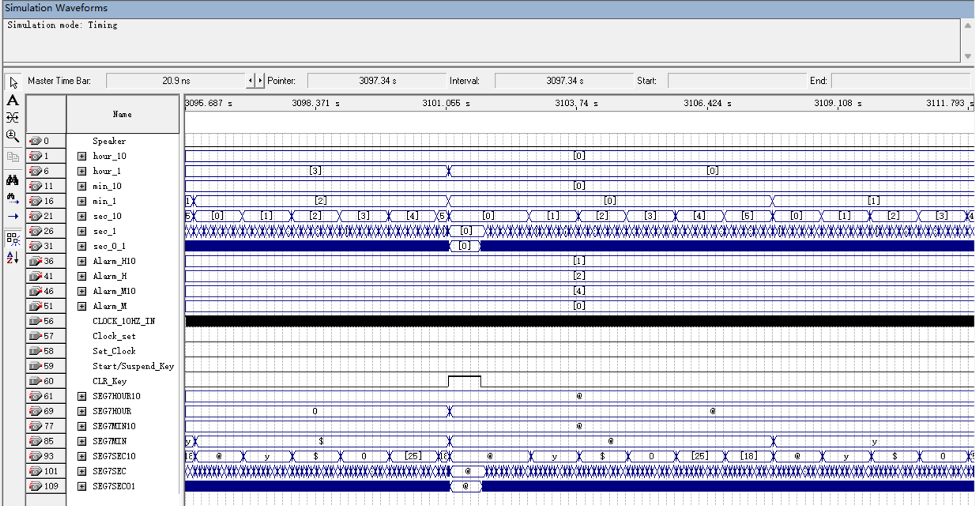 Simulation Waveforms
Simulation mode: Timing
Master Time Bar: 20.9 ns Pointer: 3097.34 s Interval: 3097.34 s Start: End:
Name 3095.687 s 3098.371 s 3101.055 s 3103.74 s 3106.424 s 3109.108 s 3111.793 s
0 Speaker
1 hour_10 [0]
6 hour_1 [3] [0]
11 min_10 [0]
16 min_1 [2] [0] [1]
21 sec_10 [0] [1] [2] [3] [4] [0] [1] [2] [3] [4] [5] [0] [1] [2] [3]
26 sec_1 [0]
31 sec_0_1 [0]
36 Alarm_H10 [1]
41 Alarm_H [2]
46 Alarm_M10 [4]
51 Alarm_M [0]
56 CLOCK_10HZ_IN
57 Clock_set
58 Set_Clock
59 Start/Suspend_Key
60 CLR_Key
61 SEG7HOUR10 @
69 SEG7HOUR 0 @
77 SEG7MIN10 @
85 SEG7MIN y $ @ y
93 SEG7SEC10 @ y $ 0 [25] @ y $ 0 [25] [18] @ y $ 0
101 SEG7SEC @
109 SEG7SEC01 @